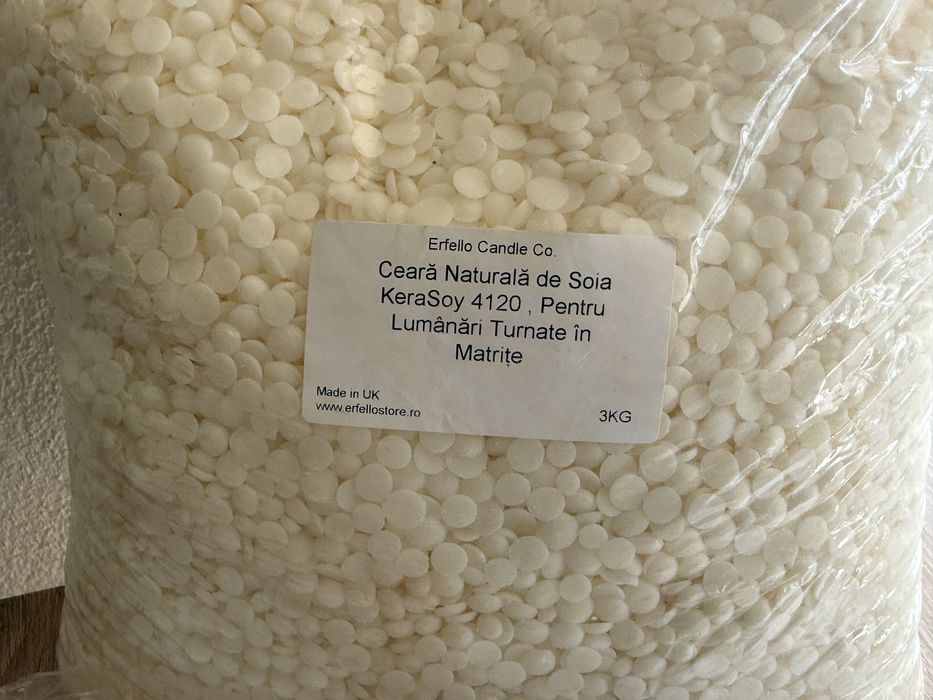 Erfello Candle Co.
Ceară Naturală de Soia
KeraSoy 4120 , Pentru
Lumânări Turnate în
Matrițe
Made in UK
www.erfellostore.ro
3KG